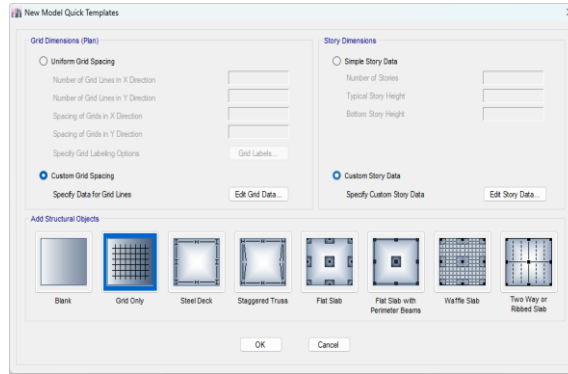 New Model Quick Templates
Grid Dimensions (Plan)
Uniform Grid Spacing
Number of Grid Lines in X Direction
Number of Grid Lines in Y Direction
Spacing of Grids in X Direction
Spacing of Grids in Y Direction
Specify Grid Labeling Options
Grid Labels...
Custom Grid Spacing
Specify Data for Grid Lines
Edit Grid Data...
Story Dimensions
Simple Story Data
Number of Stories
Typical Story Height
Bottom Story Height
Custom Story Data
Specify Custom Story Data
Edit Story Data...
Add Structural Objects
Blank
Grid Only
Steel Deck
Staggered Truss
Flat Slab
Flat Slab with
Perimeter Beams
Waffle Slab
Two Way or
Ribbed Slab
OK
Cancel